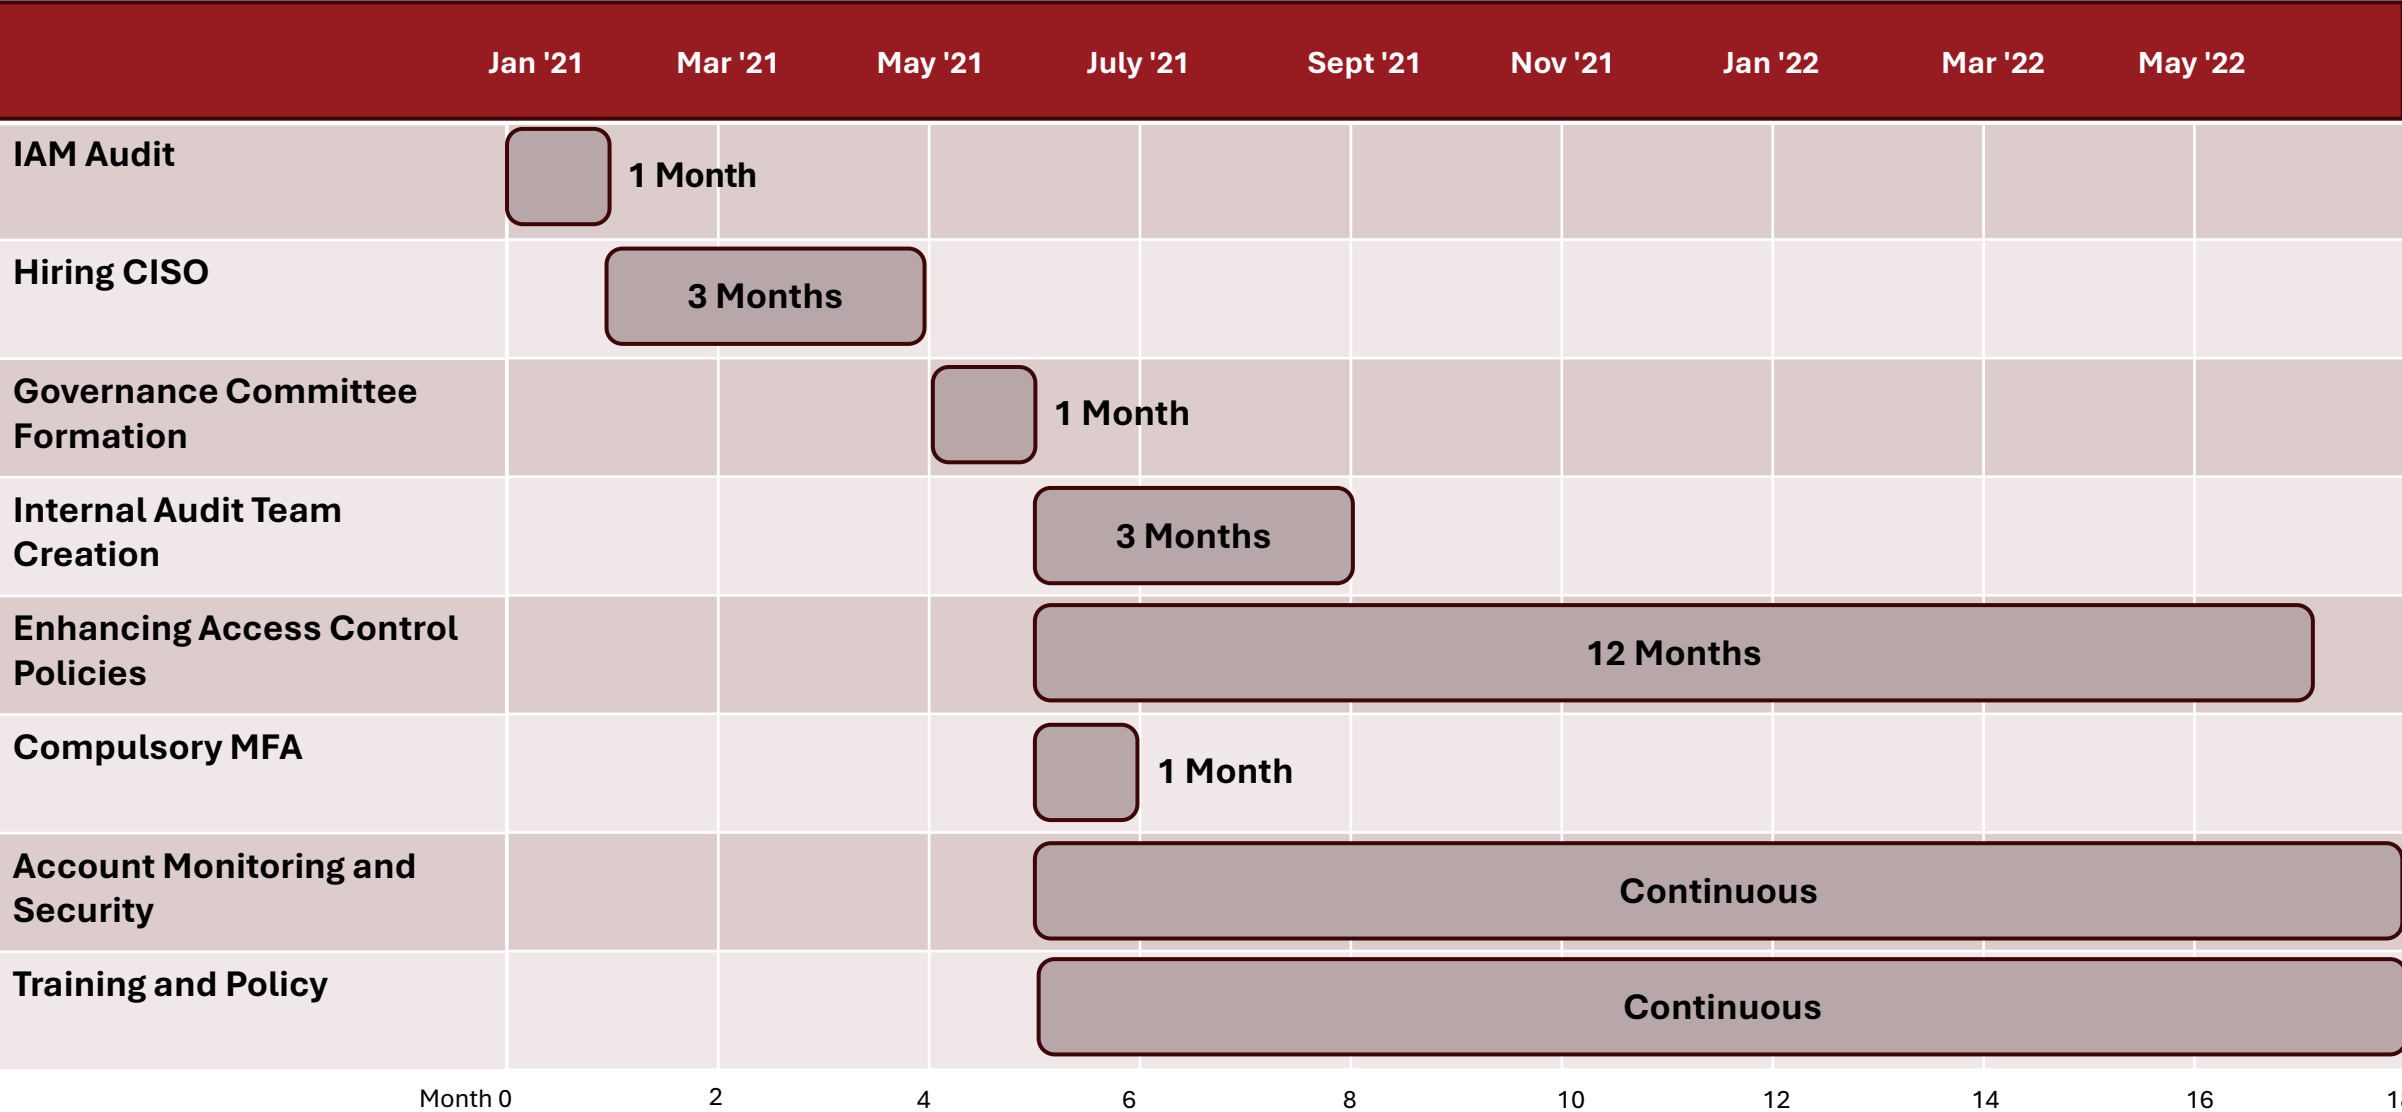 Jan '21 Mar '21 May '21 July '21 Sept '21 Nov '21 Jan '22 Mar '22 May '22
IAM Audit
1 Month
Hiring CISO
3 Months
Governance Committee
Formation
1 Month
Internal Audit Team
Creation
3 Months
Enhancing Access Control
Policies
12 Months
Compulsory MFA
1 Month
Account Monitoring and
Security
Continuous
Training and Policy
Continuous
Month 0 2 4 6 8 10 12 14 16